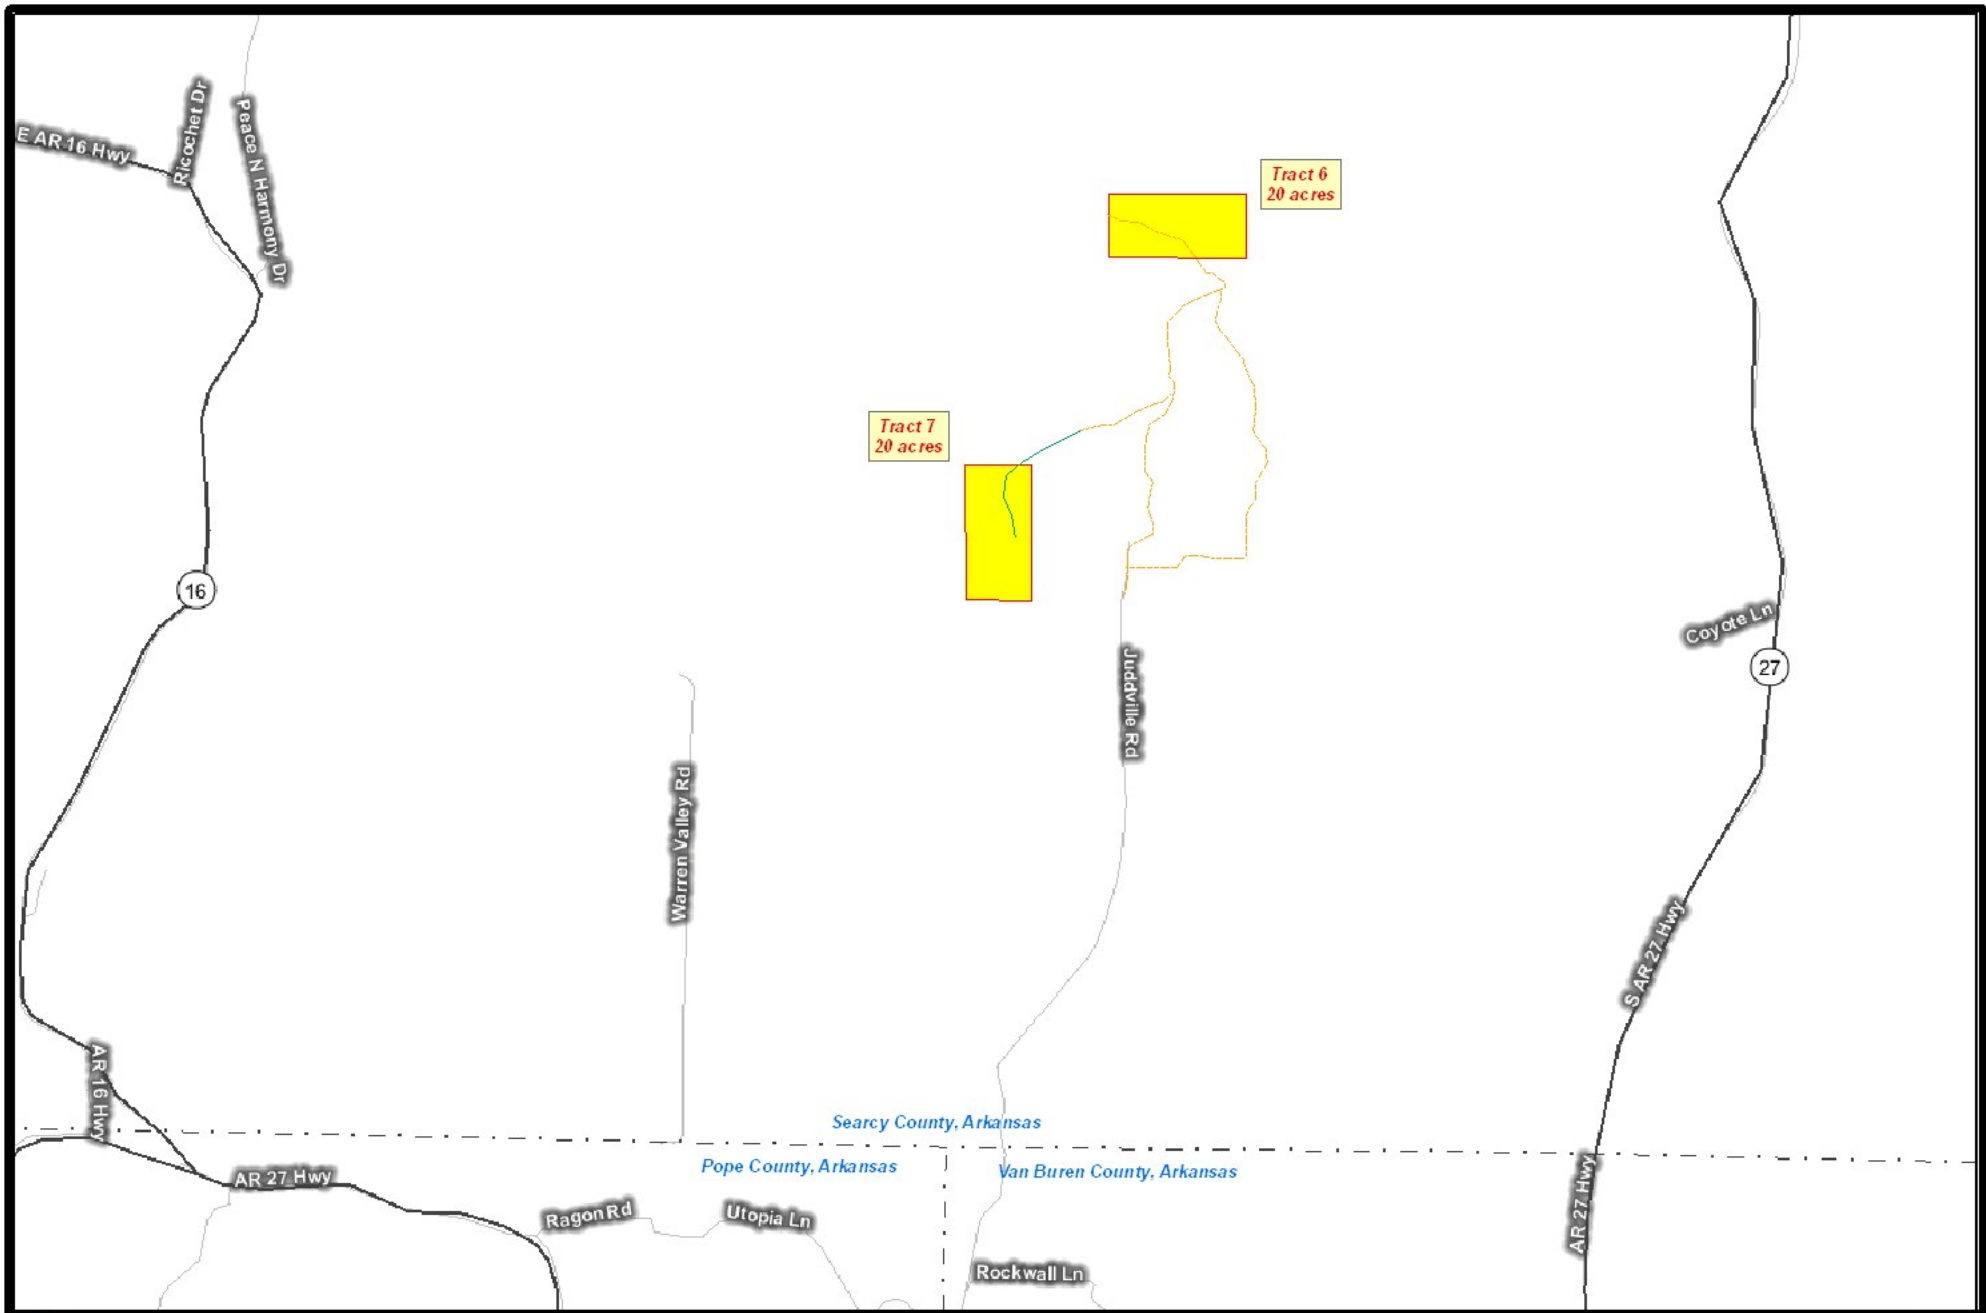 E AR 16 Hwy
Ricochet Dr
Peace N Harmony Dr
Tract 6
20 acres
Tract 7
20 acres
16
Coyote Ln
27
Juddville Rd
Warren Valley Rd
S AR 27 Hwy
AR 16 Hwy
Searcy County, Arkansas
Pope County, Arkansas
Van Buren County, Arkansas
AR 27 Hwy
AR 27 Hwy
Ragon Rd
Utopia Ln
Rockwall Ln